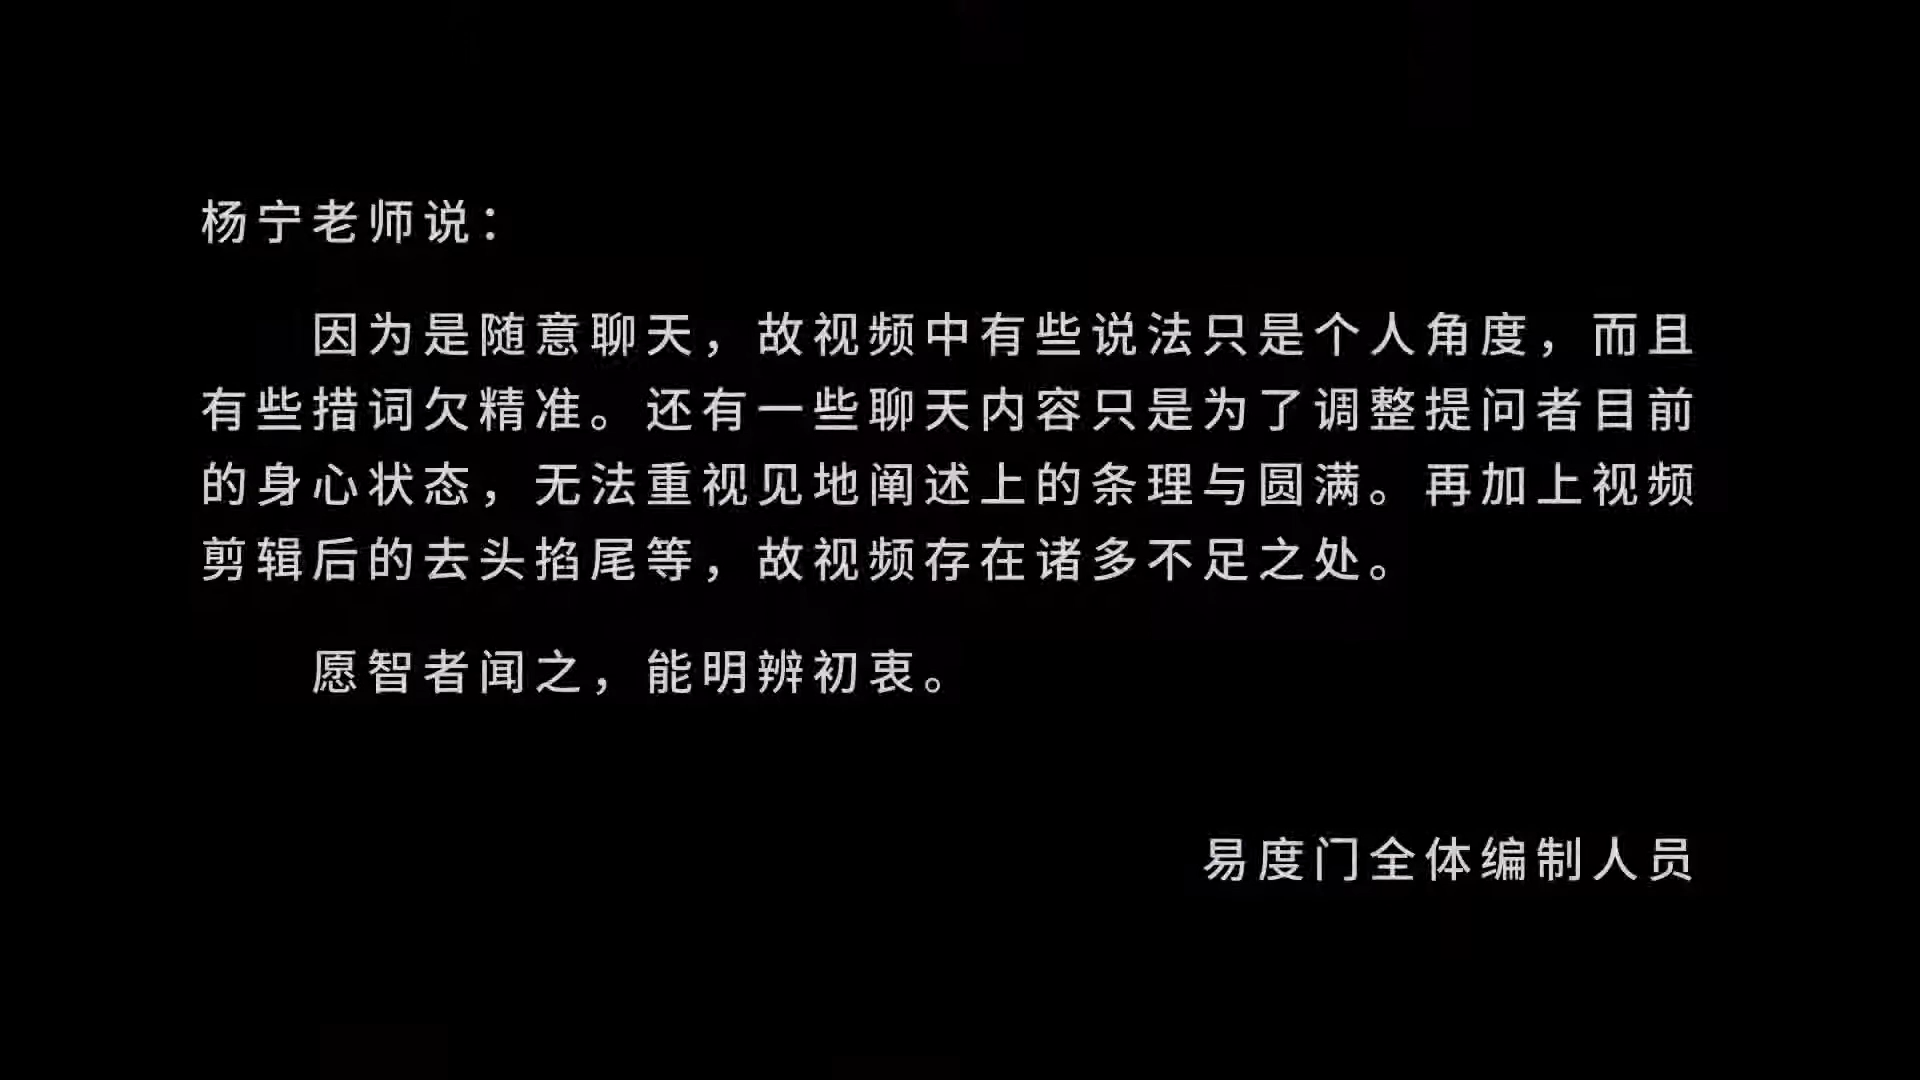 杨宁老师说：
因为是随意聊天，故视频中有些说法只是个人角度，而且
有些措词欠精准。还有一些聊天内容只是为了调整提问者目前
的身心状态，无法重视见地阐述上的条理与圆满。再加上视频
剪辑后的去头掐尾等，故视频存在诸多不足之处。
愿智者闻之，能明辨初衷。
易度门全体编制人员